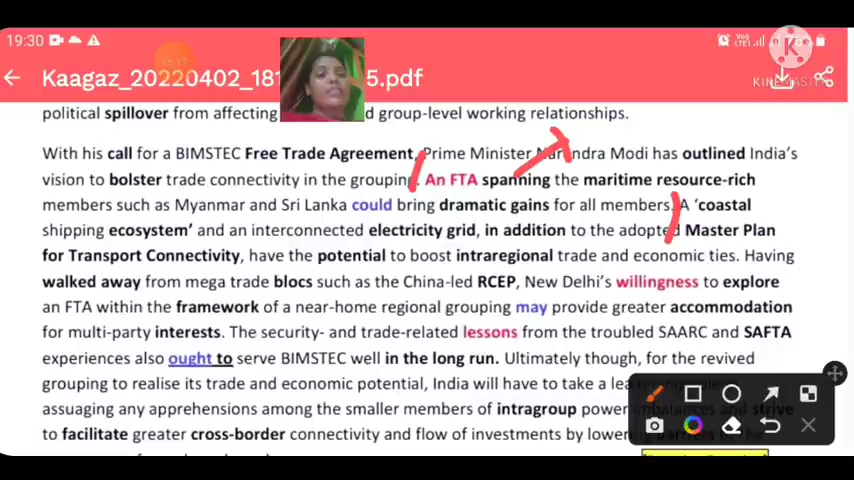 19:30
Kaagaz_20220402_181 5.pdf
KINEMASTER
political spillover from affecting d group-level working relationships.
With his call for a BIMSTEC Free Trade Agreement, Prime Minister Narendra Modi has outlined India's
vision to bolster trade connectivity in the grouping. An FTA spanning the maritime resource-rich
members such as Myanmar and Sri Lanka could bring dramatic gains for all members. A 'coastal
shipping ecosystem' and an interconnected electricity grid, in addition to the adopted Master Plan
for Transport Connectivity, have the potential to boost intraregional trade and economic ties. Having
walked away from mega trade blocs such as the China-led RCEP, New Delhi's willingness to explore
an FTA within the framework of a near-home regional grouping may provide greater accommodation
for multi-party interests. The security- and trade-related lessons from the troubled SAARC and SAFTA
experiences also ought to serve BIMSTEC well in the long run. Ultimately though, for the revived
grouping to realise its trade and economic potential, India will have to take a
assuaging any apprehensions among the smaller members of intragroup power imbalances and strive
to facilitate greater cross-border connectivity and flow of investments by lowering barriers